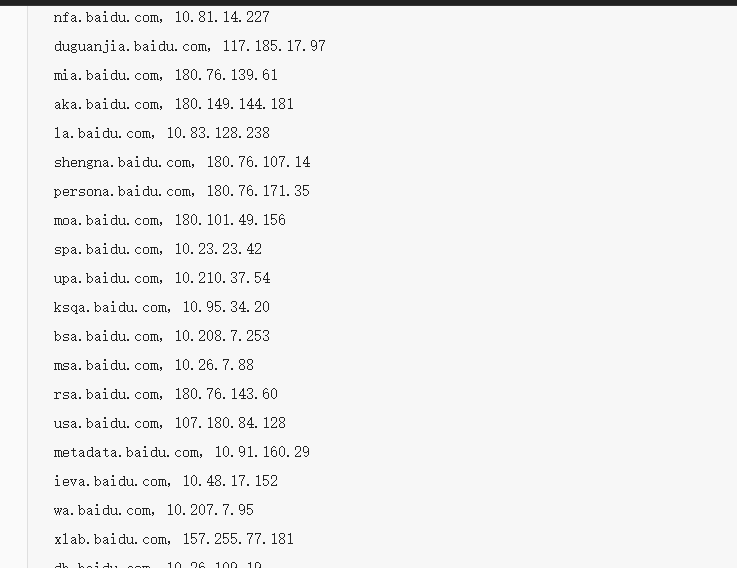 nfa.baidu.com, 10.81.14.227
duguanjia.baidu.com, 117.185.17.97
mia.baidu.com, 180.76.139.61
aka.baidu.com, 180.149.144.181
la.baidu.com, 10.83.128.238
shengna.baidu.com, 180.76.107.14
persona.baidu.com, 180.76.171.35
moa.baidu.com, 180.101.49.156
spa.baidu.com, 10.23.23.42
upa.baidu.com, 10.210.37.54
ksqa.baidu.com, 10.95.34.20
bsa.baidu.com, 10.208.7.253
msa.baidu.com, 10.26.7.88
rsa.baidu.com, 180.76.143.60
usa.baidu.com, 107.180.84.128
metadata.baidu.com, 10.91.160.29
ieva.baidu.com, 10.48.17.152
wa.baidu.com, 10.207.7.95
xlab.baidu.com, 157.255.77.181
db.baidu.com, 10.26.109.19